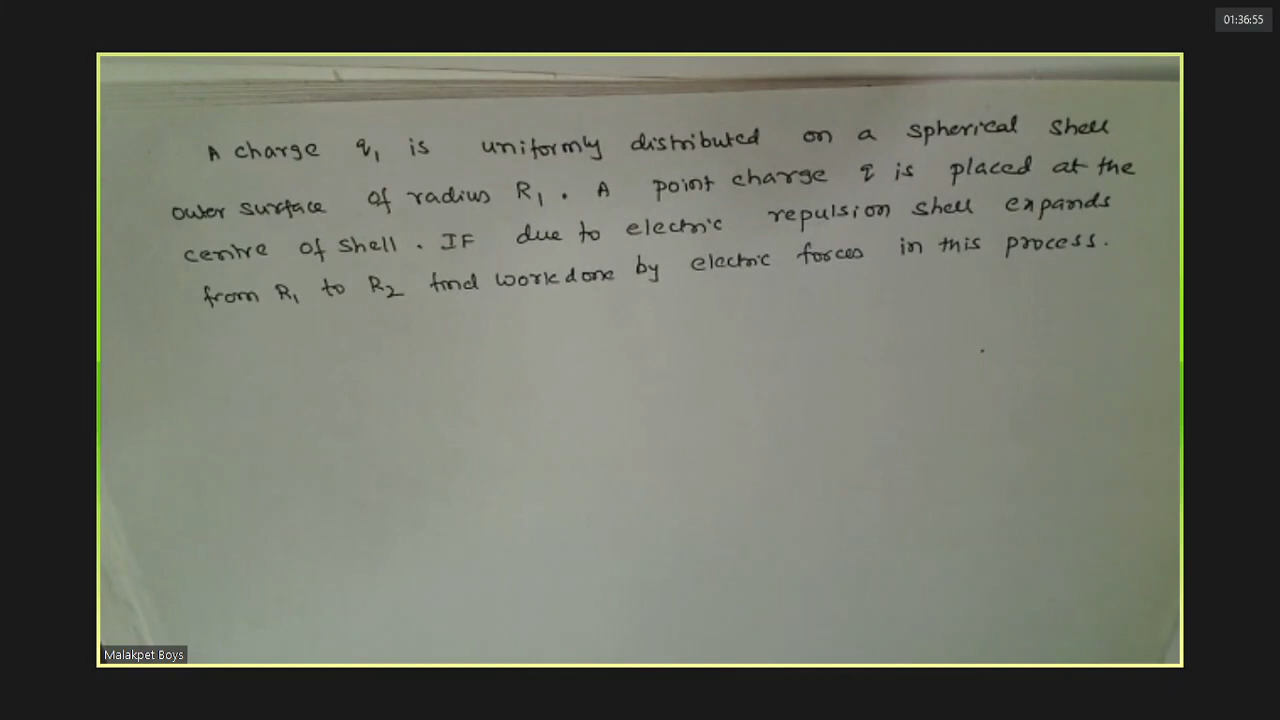 01:36:55
A charge q₁ is uniformly distributed on a spherical shell
outer surface of radius R₁. A point charge q is placed at the
centre of shell. IF due to electric repulsion shell expands
from R₁ to R₂ find workdone by electric forces in this process.
Malakpet Boys